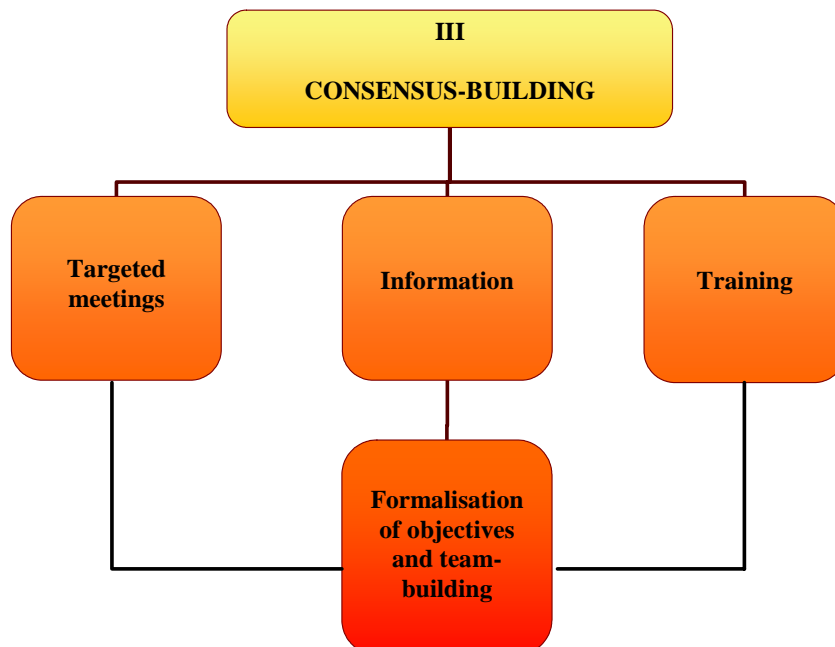 III
CONSENSUS-BUILDING
Targeted
meetings
Information
Training
Formalisation
of objectives
and team-
building